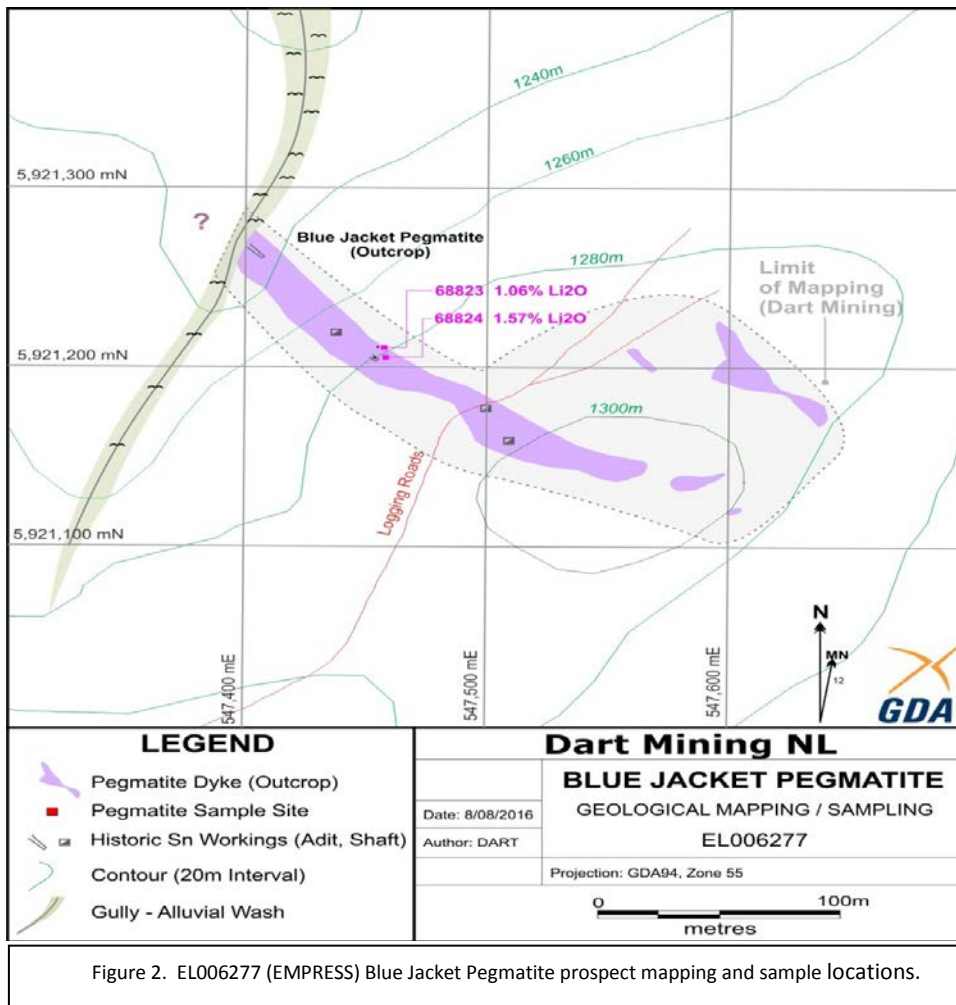 1240m
1260m
5,921,300 mN
?
Blue Jacket Pegmatite
(Outcrop)
1280m
Limit
of Mapping
(Dart Mining)
68823 1.06% Li2O
68824 1.57% Li2O
5,921,200 mN
1300m
Logging Roads
5,921,100 mN
547,400 mE
547,500 mE
547,600 mE
N
MN
12
GDA
LEGEND
Pegmatite Dyke (Outcrop)
Pegmatite Sample Site
Historic Sn Workings (Adit, Shaft)
Contour (20m Interval)
Gully - Alluvial Wash
Dart Mining NL
BLUE JACKET PEGMATITE
Date: 8/08/2016
GEOLOGICAL MAPPING / SAMPLING
Author: DART
EL006277
Projection: GDA94, Zone 55
0 100m
metres
Figure 2. EL006277 (EMPRESS) Blue Jacket Pegmatite prospect mapping and sample locations.